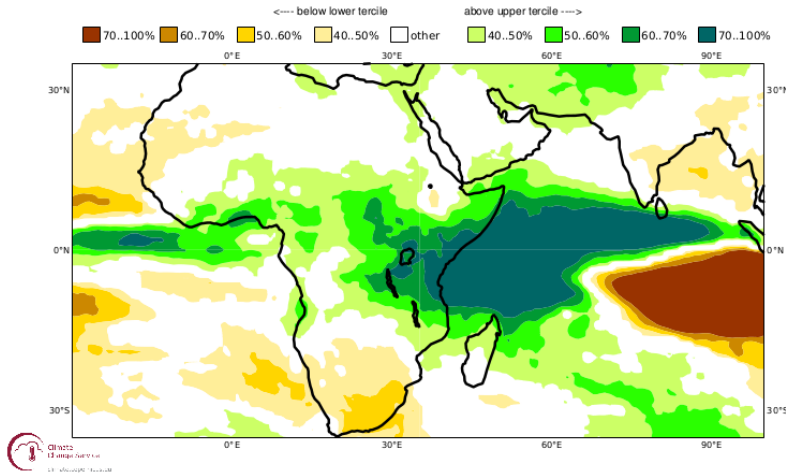 <---- below lower tercile above upper tercile ---->
70..100% 60..70% 50..60% 40..50% other 40..50% 50..60% 60..70% 70..100%
0°E 30°E 60°E 90°E
30°N 30°N
0°N 0°N
30°S 30°S
0°E 30°E 60°E 90°E
Climate
Change Service